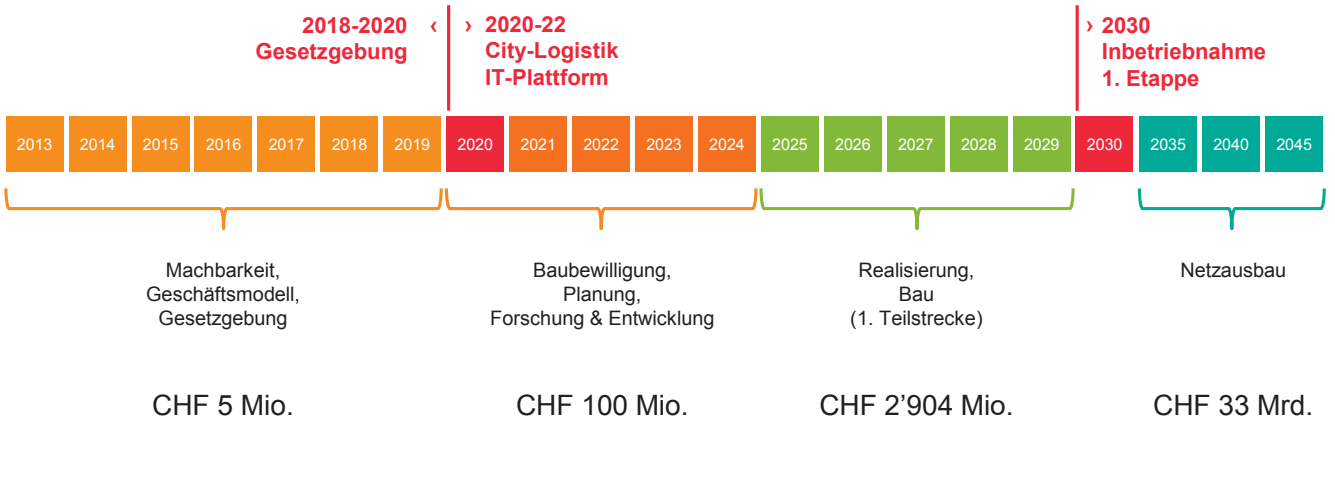 2018-2020 ‹
Gesetzgebung
› 2020-22
City-Logistik
IT-Plattform
› 2030
Inbetriebnahme
1. Etappe
2013 2014 2015 2016 2017 2018 2019 2020 2021 2022 2023 2024 2025 2026 2027 2028 2029 2030 2035 2040 2045
Machbarkeit,
Geschäftsmodell,
Gesetzgebung
Baubewilligung,
Planung,
Forschung & Entwicklung
Realisierung,
Bau
(1. Teilstrecke)
Netzausbau
CHF 5 Mio.
CHF 100 Mio.
CHF 2’904 Mio.
CHF 33 Mrd.